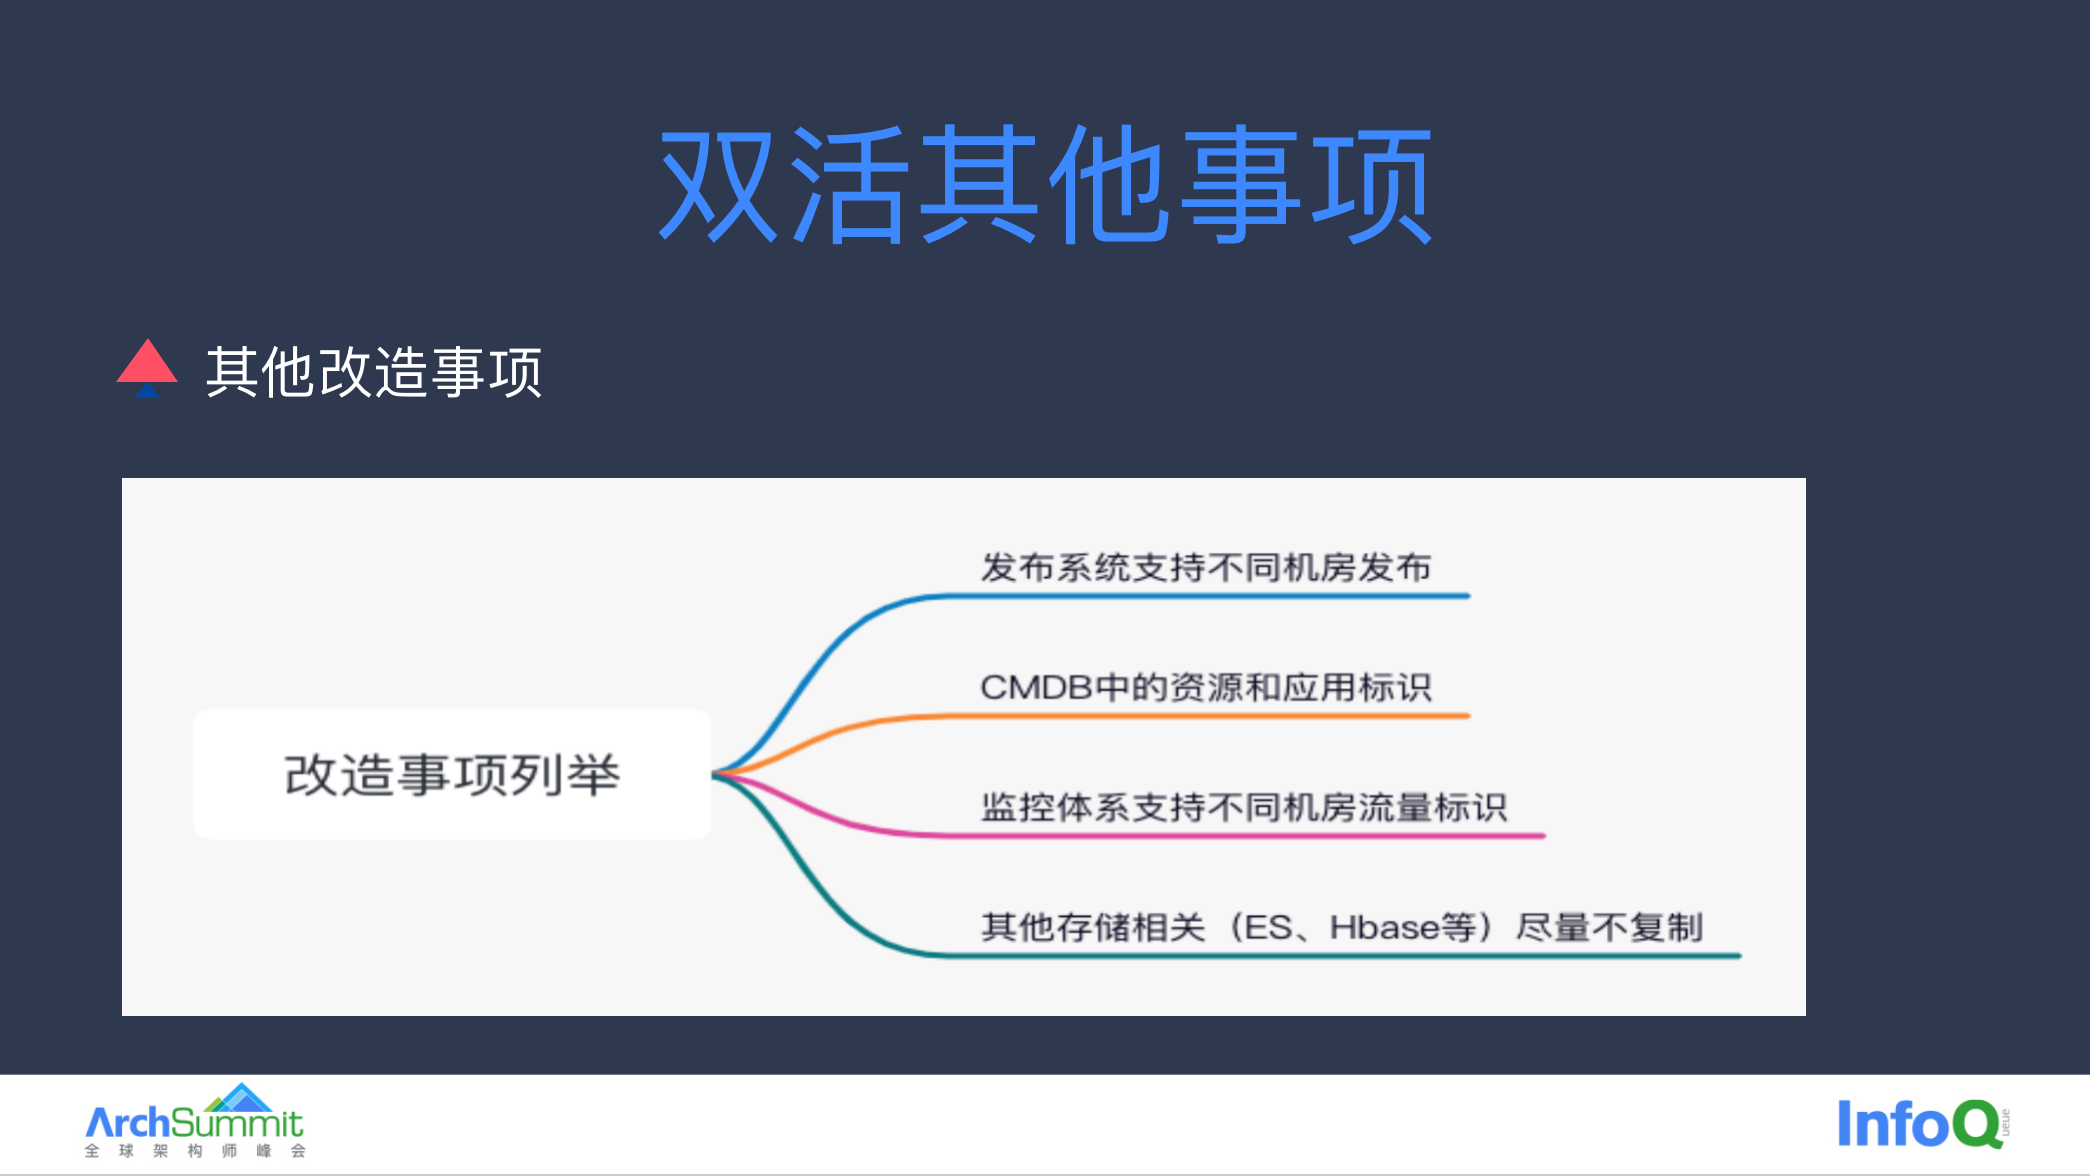 双活其他事项
其他改造事项
发布系统支持不同机房发布
CMDB中的资源和应用标识
改造事项列举
监控体系支持不同机房流量标识
其他存储相关（ES、Hbase等）尽量不复制
ArchSummit
全球架构师峰会
InfoQ
ueue